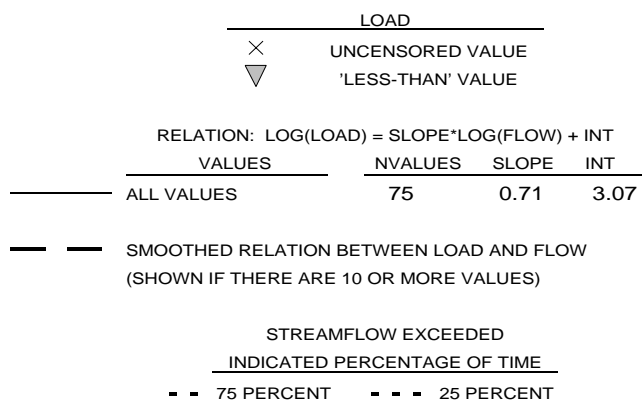 LOAD
UNCENSORED VALUE
'LESS-THAN' VALUE
RELATION: LOG(LOAD) = SLOPE*LOG(FLOW) + INT
VALUES NVALUES SLOPE INT
ALL VALUES 75 0.71 3.07
SMOOTHED RELATION BETWEEN LOAD AND FLOW
(SHOWN IF THERE ARE 10 OR MORE VALUES)
STREAMFLOW EXCEEDED
INDICATED PERCENTAGE OF TIME
75 PERCENT 25 PERCENT